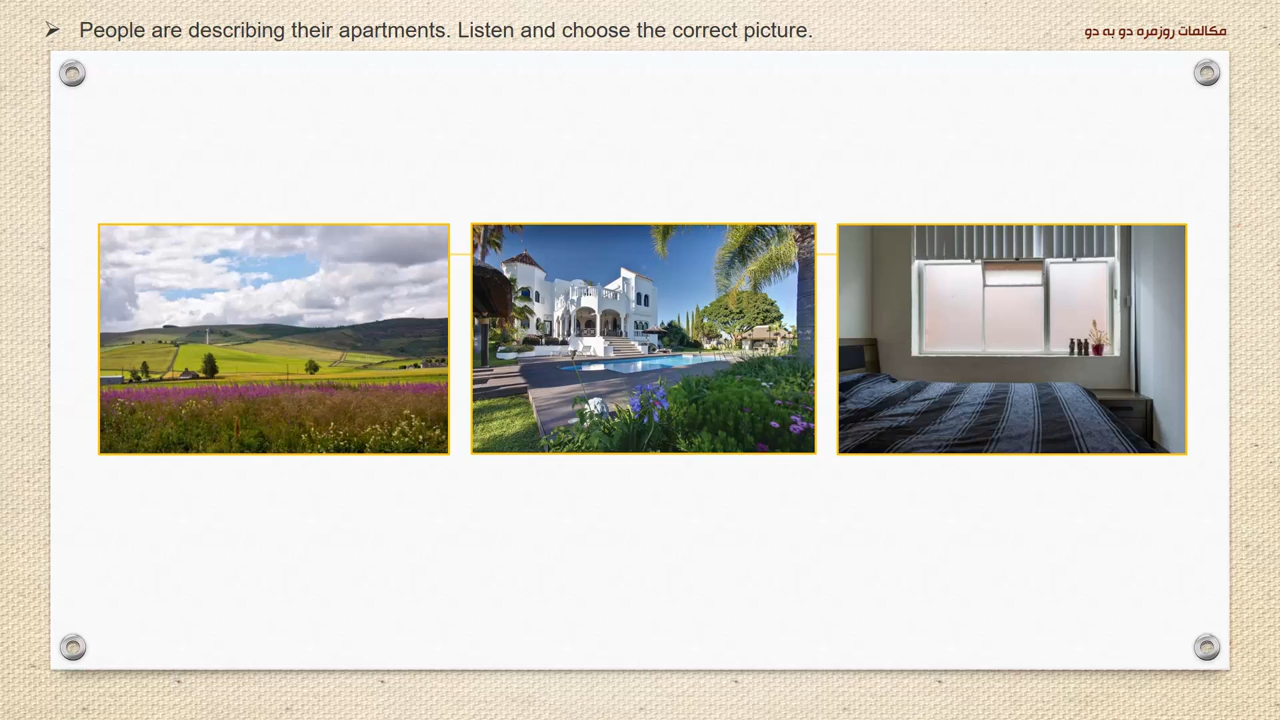 People are describing their apartments. Listen and choose the correct picture.
مکالمات روزمره دو به دو